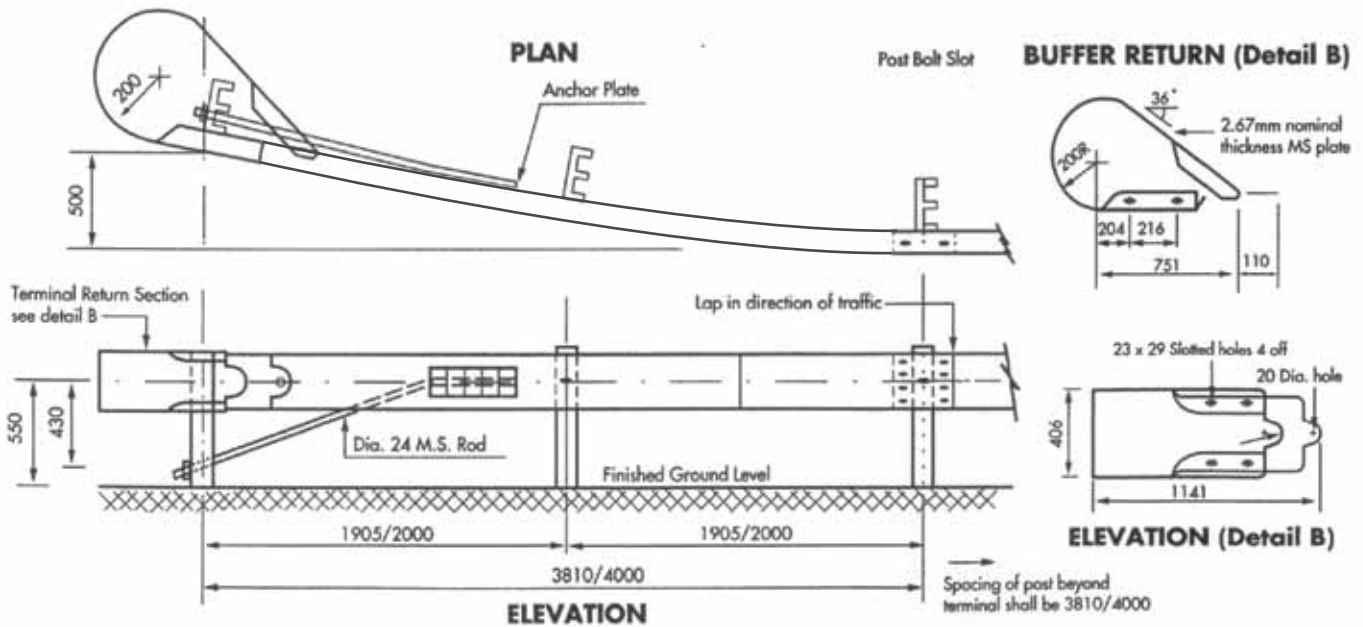 PLAN
Post Bolt Slot
BUFFER RETURN (Detail B)
Anchor Plate
200
500
36°
2.67mm nominal
thickness MS plate
200R
204
216
751
110
Terminal Return Section
see detail B
Lap in direction of traffic
550
430
Dia. 24 M.S. Rod
Finished Ground Level
1905/2000
1905/2000
3810/4000
ELEVATION
Spacing of post beyond
terminal shall be 3810/4000
23 x 29 Slotted holes 4 off
20 Dia. hole
406
1141
ELEVATION (Detail B)